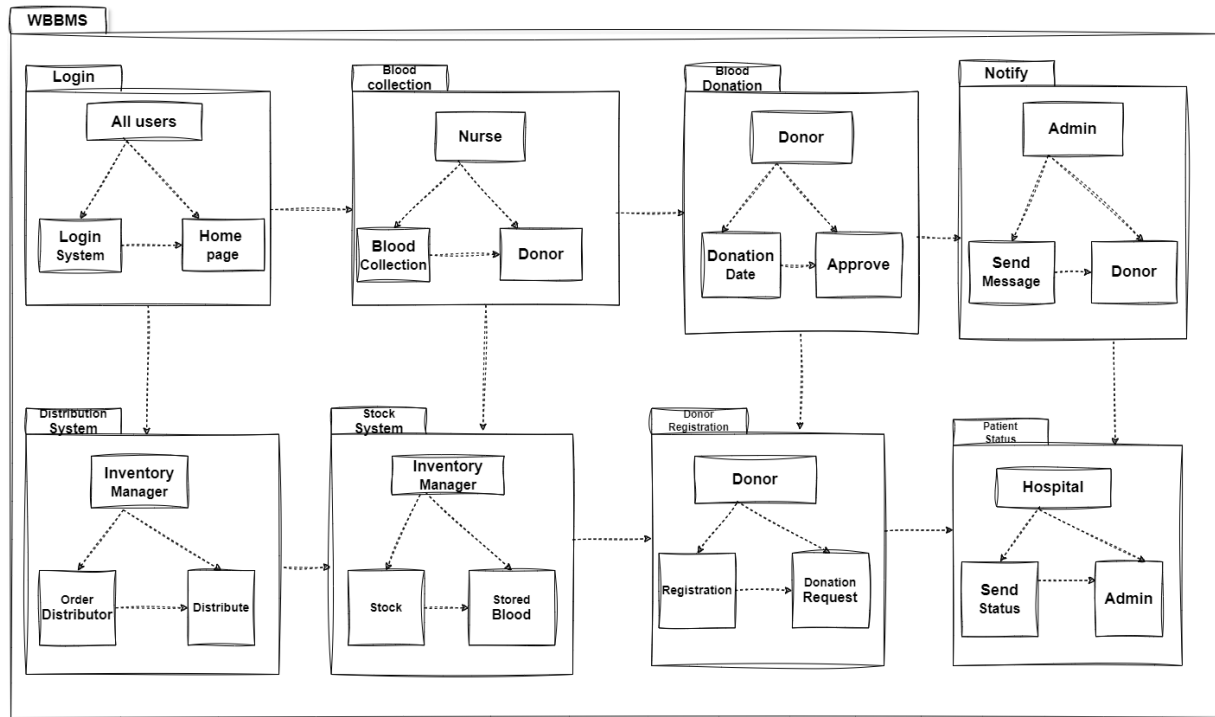 WBBMS
Login
All users
Login
System
Home
page
Blood
collection
Nurse
Blood
Collection
Donor
Blood
Donation
Donor
Donation
Date
Approve
Notify
Admin
Send
Message
Donor
Distribution
System
Inventory
Manager
Order
Distributor
Distribute
Stock
System
Inventory
Manager
Stock
Stored
Blood
Donor
Registration
Donor
Registration
Donation
Request
Patient
Status
Hospital
Send
Status
Admin